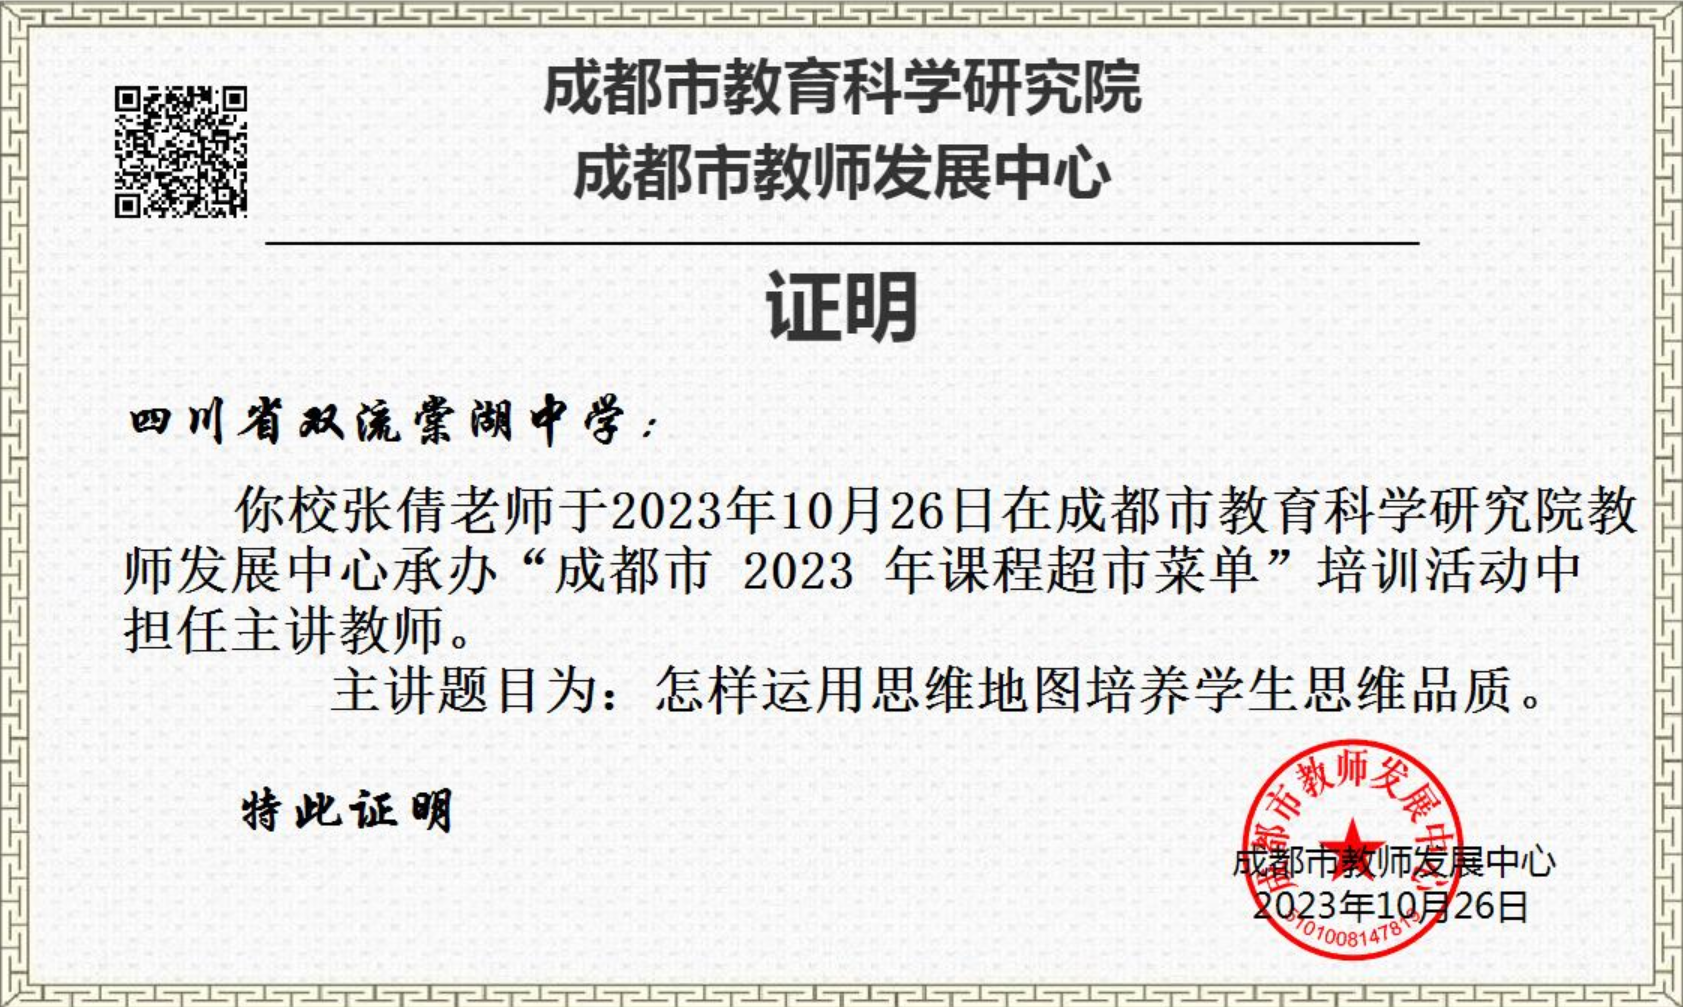 成都市教育科学研究院
成都市教师发展中心
证明
四川省双流棠湖中学：
你校张倩老师于2023年10月26日在成都市教育科学研究院教
师发展中心承办“成都市 2023 年课程超市菜单”培训活动中
担任主讲教师。
主讲题目为：怎样运用思维地图培养学生思维品质。
特此证明
成都市教师发展中心
成都市教师发展中心
2023年10月26日
5101008147819